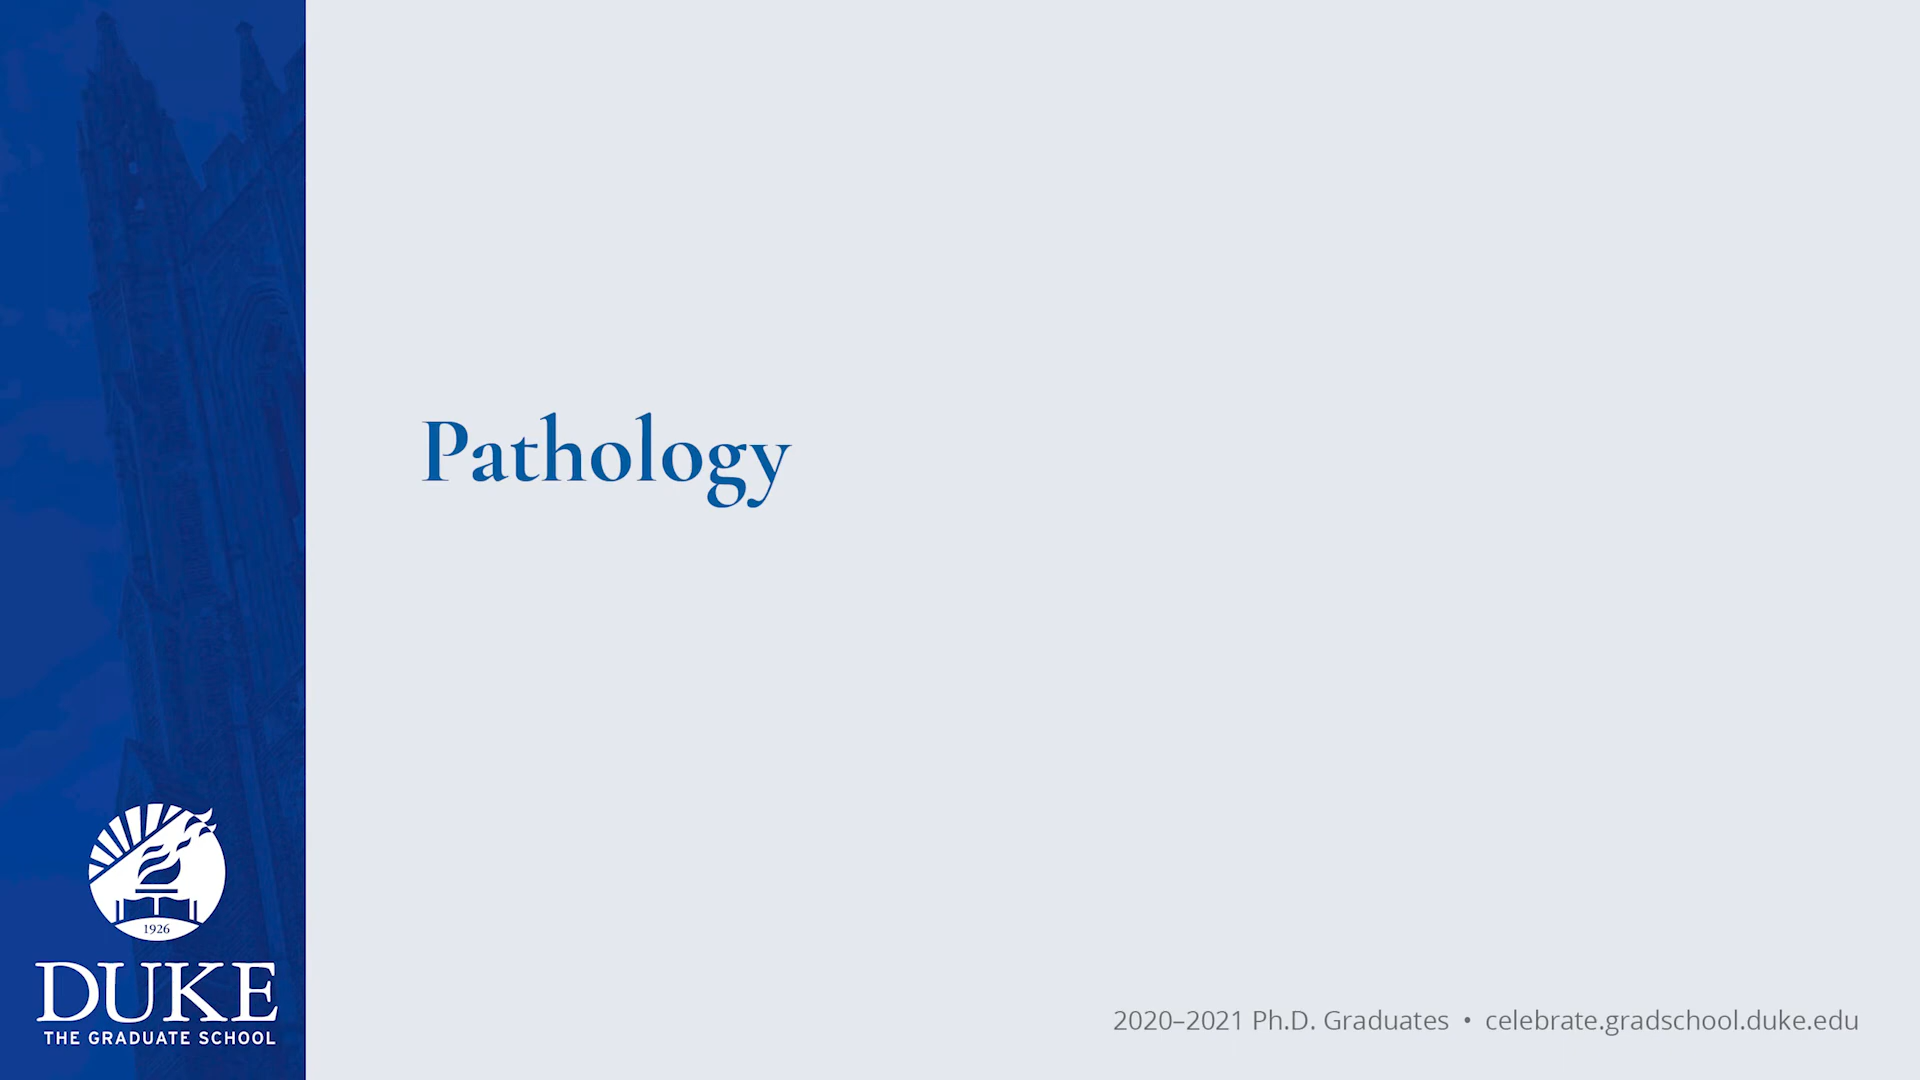 Pathology
1926
DUKE
THE GRADUATE SCHOOL
2020–2021 Ph.D. Graduates • celebrate.gradschool.duke.edu